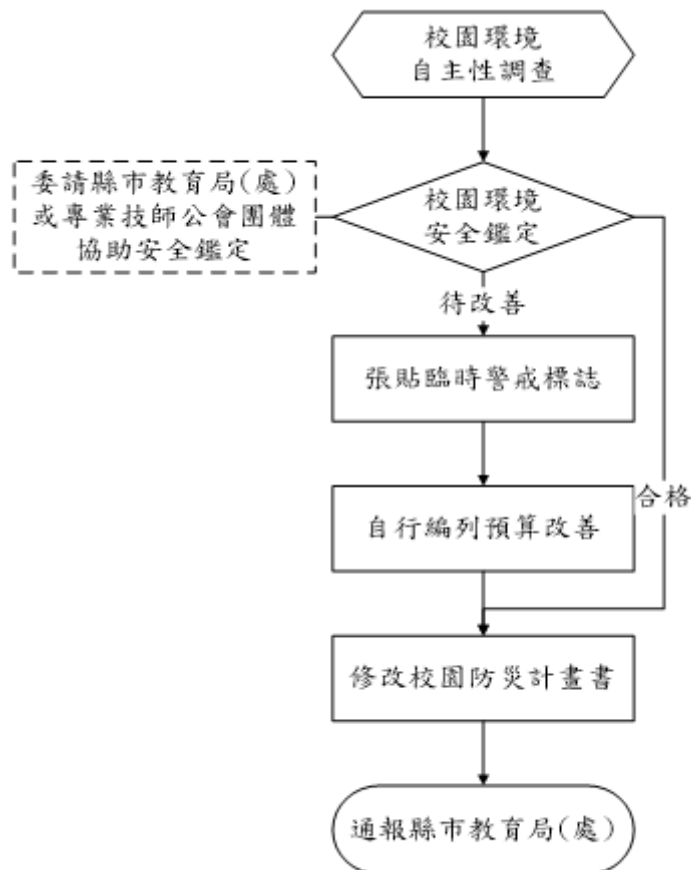 校園環境
自主性調查
委請縣市教育局(處)
或專業技師公會團體
協助安全鑑定
校園環境
安全鑑定
待改善
張貼臨時警戒標誌
合格
自行編列預算改善
修改校園防災計畫書
通報縣市教育局(處)